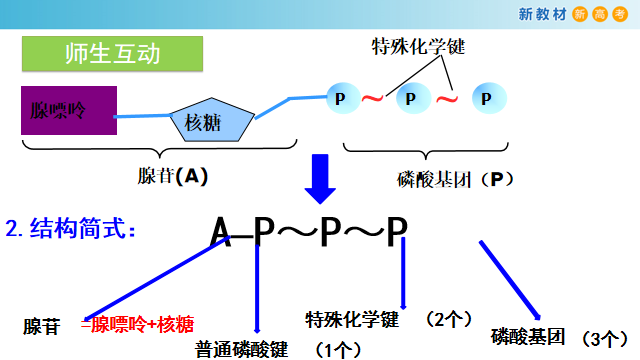 新教材 新 高 考
师生互动
特殊化学键
腺嘌呤
核糖
P ~ P ~ P
腺苷(A)
磷酸基团（P）
2.结构简式：
A—P～P～P
腺苷 =腺嘌呤+核糖
普通磷酸键（1个）
特殊化学键（2个）
磷酸基团（3个）